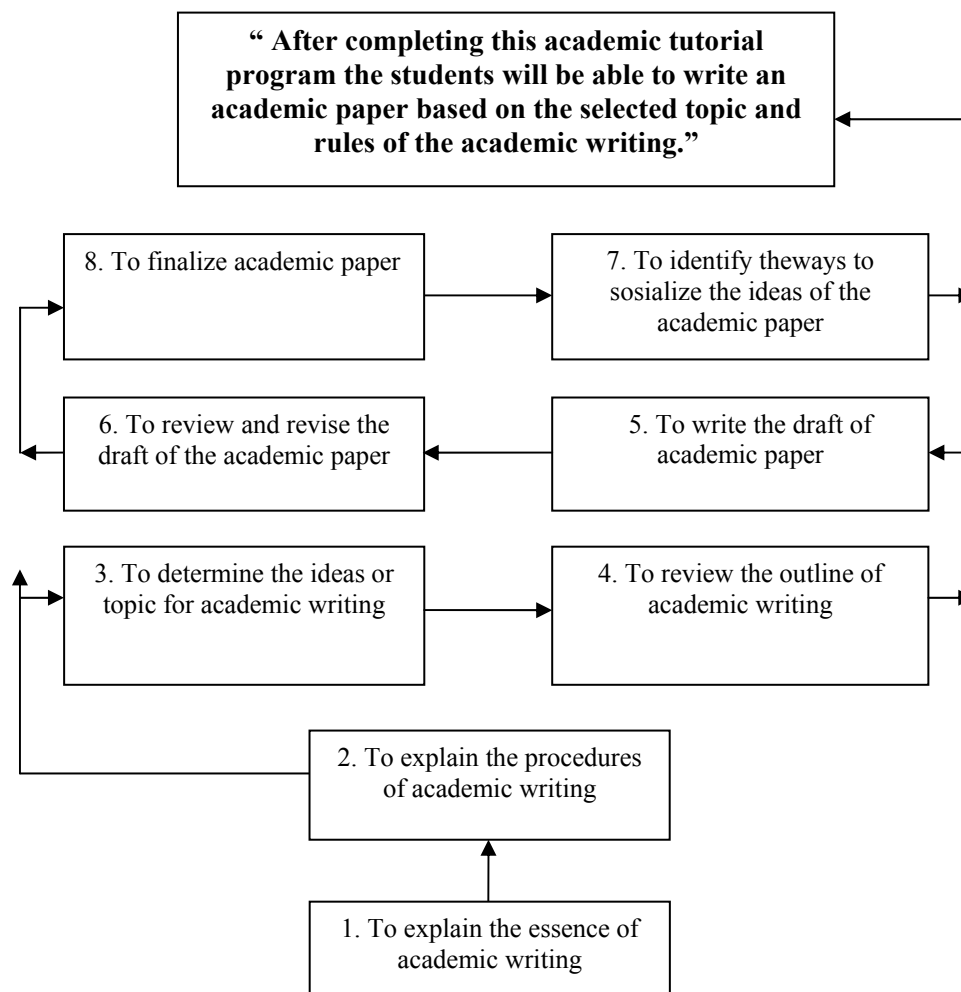 “ After completing this academic tutorial
program the students will be able to write an
academic paper based on the selected topic and
rules of the academic writing.”
8. To finalize academic paper
7. To identify theways to
sosialize the ideas of the
academic paper
6. To review and revise the
draft of the academic paper
5. To write the draft of
academic paper
3. To determine the ideas or
topic for academic writing
4. To review the outline of
academic writing
2. To explain the procedures
of academic writing
1. To explain the essence of
academic writing